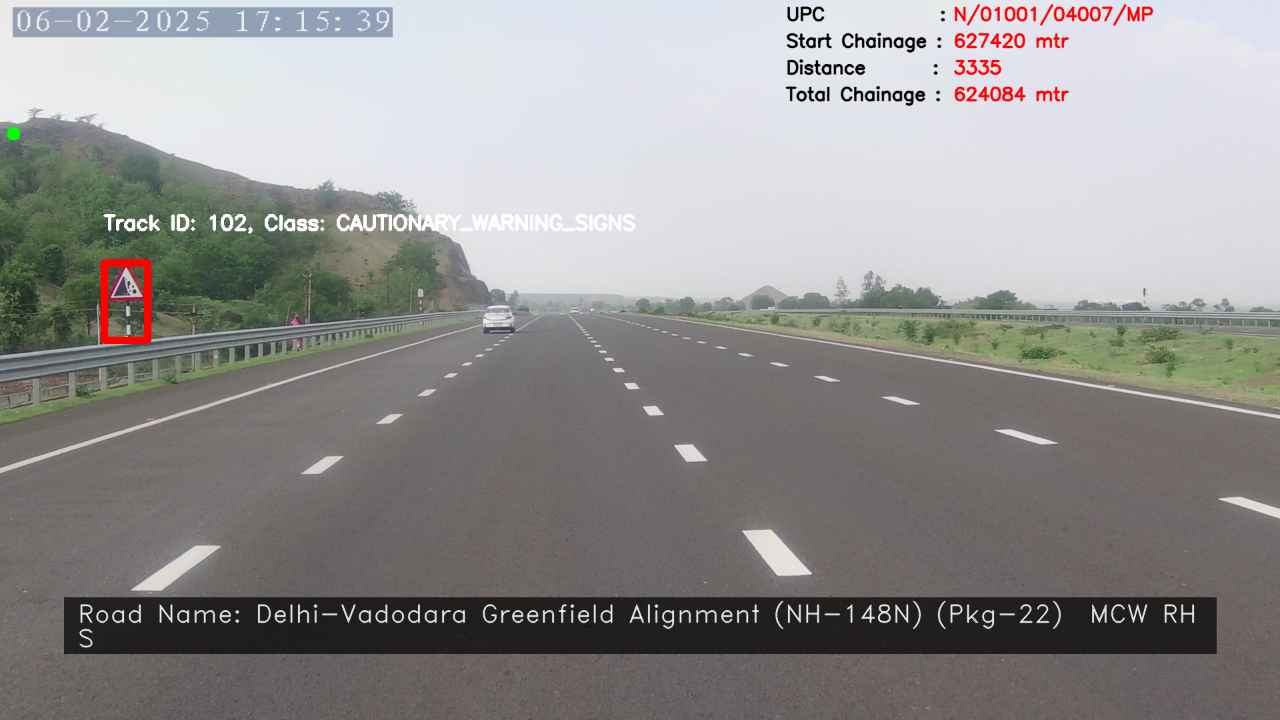 06-02-2025 17:15:39
UPC : N/01001/04007/MP
Start Chainage : 627420 mtr
Distance : 3335
Total Chainage : 624084 mtr
Track ID: 102, Class: CAUTIONARY_WARNING_SIGNS
Road Name: Delhi-Vadodara Greenfield Alignment (NH-148N) (Pkg-22) MCW RH
S